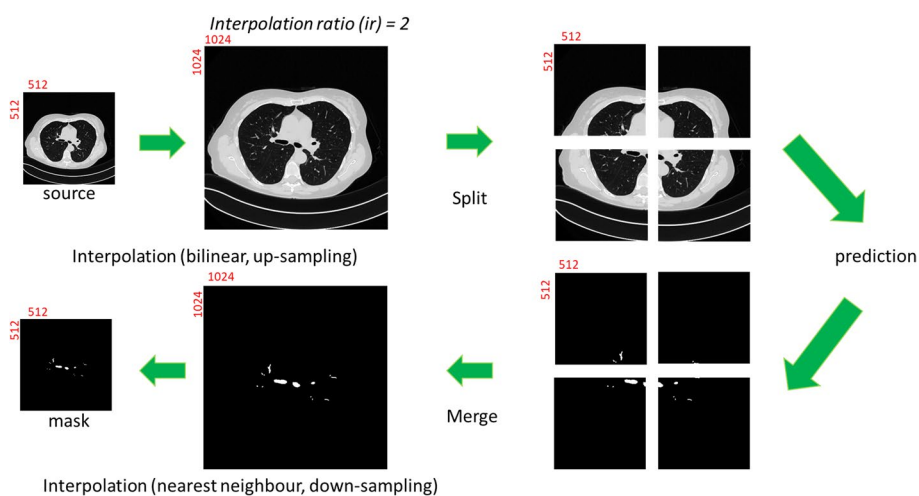 Interpolation ratio (ir) = 2
1024
1024
512
512
512
512
source
Split
Interpolation (bilinear, up-sampling)
prediction
1024
1024
512
512
512
512
mask
Merge
Interpolation (nearest neighbour, down-sampling)